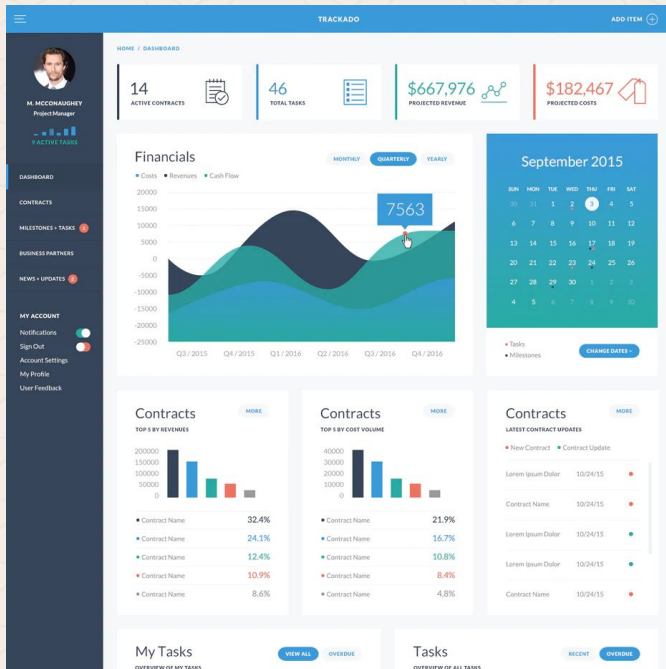 TRACKADO
ADD ITEM
M. MCCONAUGHEY
Project Manager
9 ACTIVE TASKS
DASHBOARD
CONTRACTS
MILESTONES + TASKS
BUSINESS PARTNERS
NEWS + UPDATES
MY ACCOUNT
Notifications
Sign Out
Account Settings
My Profile
User Feedback
HOME / DASHBOARD
14
ACTIVE CONTRACTS
46
TOTAL TASKS
$667,976
PROJECTED REVENUE
$182,467
PROJECTED COSTS
Financials
MONTHLY QUARTERLY YEARLY
Costs Revenues Cash Flow
20000
15000
10000
5000
0
-5000
-10000
-15000
-20000
-25000
7563
Q3 / 2015 Q4 / 2015 Q1 / 2016 Q2 / 2016 Q3 / 2016 Q4 / 2016
September 2015
SUN MON TUE WED THU FRI SAT
30 31 1 2 3 4 5
6 7 8 9 10 11 12
13 14 15 16 17 18 19
20 21 22 23 24 25 26
27 28 29 30 1 2 3
4 5 6 7 8 9 10
Tasks
Milestones
CHANGE DATES
Contracts
MORE
TOP 5 BY REVENUES
200000
150000
100000
50000
0
Contract Name 32.4%
Contract Name 24.1%
Contract Name 12.4%
Contract Name 10.9%
Contract Name 8.6%
Contracts
MORE
TOP 5 BY COST VOLUME
40000
30000
20000
10000
0
Contract Name 21.9%
Contract Name 16.7%
Contract Name 10.8%
Contract Name 8.4%
Contract Name 4.8%
Contracts
MORE
LATEST CONTRACT UPDATES
New Contract Contract Update
Lorem Ipsum Dolor 10/24/15
Contract Name 10/24/15
Lorem Ipsum Dolor 10/24/15
Lorem Ipsum Dolor 10/24/15
Contract Name 10/24/15
My Tasks
VIEW ALL OVERDUE
OVERVIEW OF MY TASKS
Tasks
RECENT OVERDUE
OVERVIEW OF ALL TASKS